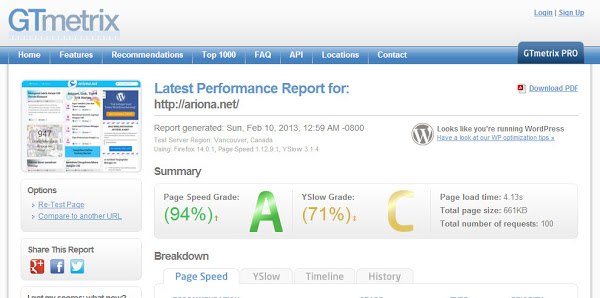 GTmetrix
Login | Sign Up
Home Features Recommendations Top 1000 FAQ API Locations Contact
GTmetrix PRO
ARIONA.NET
947
Latest Performance Report for:
http://ariona.net/
Download PDF
Report generated: Sun, Feb 10, 2013, 12:59 AM -0800
Test Server Region: Vancouver, Canada
Using: Firefox 14.0.1, Page Speed 1.12.9.1, YSlow 3.1.4
Looks like you're running WordPress
Have a look at our WP optimization tips »
Options
Re-Test Page
Compare to another URL
Share This Report
Summary
Page Speed Grade:
(94%)↑ A
YSlow Grade:
(71%)↓ C
Page load time: 4.13s
Total page size: 661KB
Total number of requests: 100
Breakdown
Page Speed YSlow Timeline History